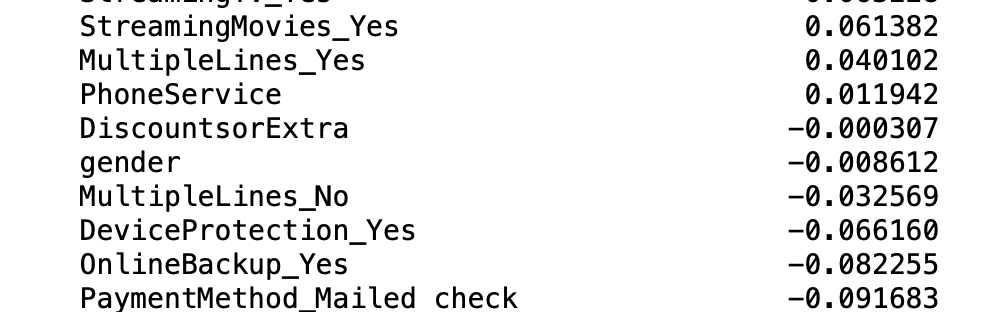 StreamingMovies_Yes 0.061382
MultipleLines_Yes 0.040102
PhoneService 0.011942
DiscountsorExtra -0.000307
gender -0.008612
MultipleLines_No -0.032569
DeviceProtection_Yes -0.066160
OnlineBackup_Yes -0.082255
PaymentMethod_Mailed check -0.091683